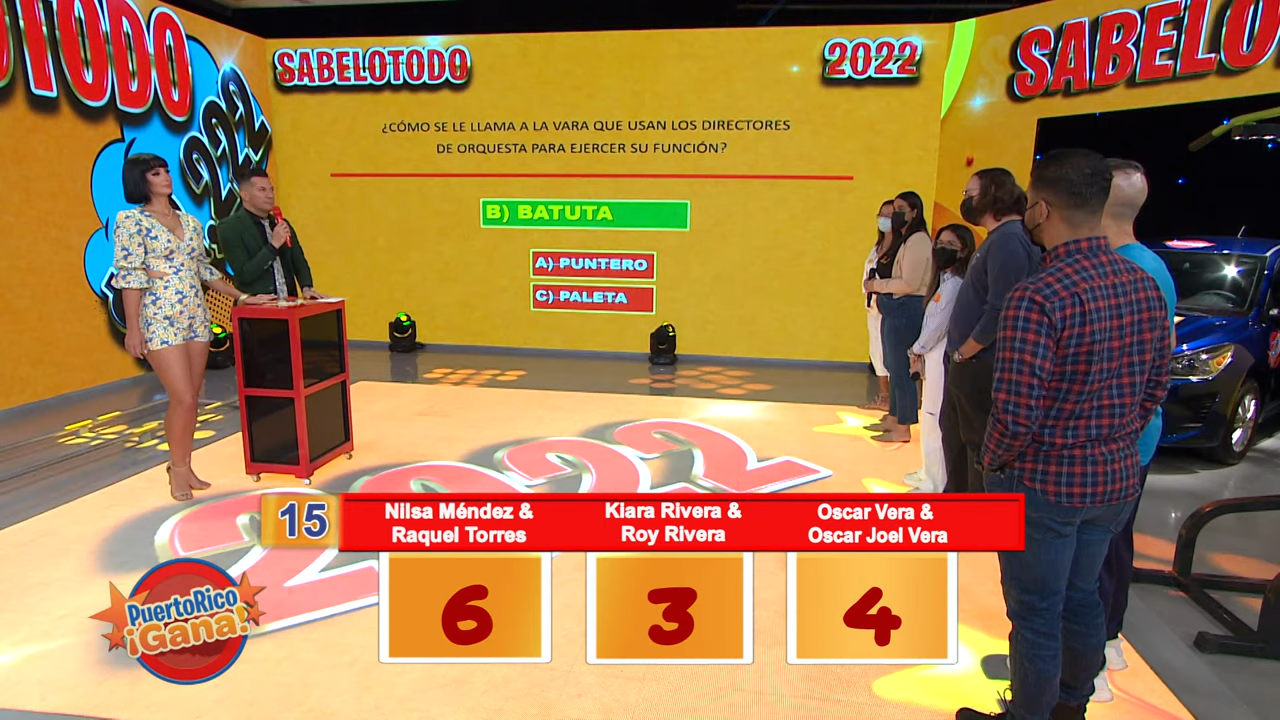 OTODO
2022
SABELOTODO
2022
SABELO
¿CÓMO SE LE LLAMA A LA VARA QUE USAN LOS DIRECTORES
DE ORQUESTA PARA EJERCER SU FUNCIÓN?
B) BATUTA
A) PUNTERO
C) PALETA
2022
15
Nilsa Méndez &
Raquel Torres
Kiara Rivera &
Roy Rivera
Oscar Vera &
Oscar Joel Vera
6
3
4
PuertoRico
¡Gana!